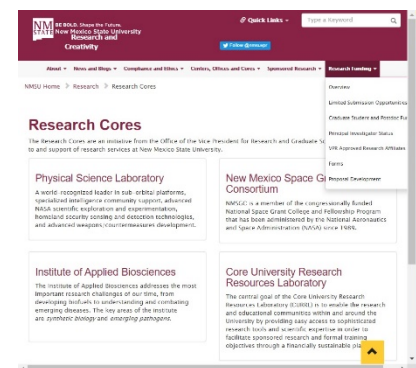 NM STATE
BE BOLD. Shape the Future.
New Mexico State University
Research and
Creativity
Quick Links
Type a Keyword
Follow @nmsuvpr
About
News and Blogs
Compliance and Ethics
Centers, Offices and Cores
Sponsored Research
Research Funding
Overview
Limited Submission Opportunities
Graduate Student and Postdoc Fu
Principal Investigator Status
VPR Approved Research Affiliates
Forms
Proposal Development
NMSU Home > Research > Research Cores
Research Cores
The Research Cores are an initiative from the Office of the Vice President for Research and Graduate S
to and support of research services at New Mexico State University.
Physical Science Laboratory
A world-recognized leader in sub-orbital platforms,
specialized intelligence community support, advanced
NASA scientific exploration and experimentation,
homeland security sensing and detection technologies,
and advanced weapons/countermeasures development.
New Mexico Space G
Consortium
NMSGC is a member of the congressionally funded
National Space Grant College and Fellowship Program
that has been administered by the National Aeronautics
and Space Administration (NASA) since 1989.
Institute of Applied Biosciences
The Institute of Applied Biosciences addresses the most
important research challenges of our time, from
developing biofuels to understanding and combating
emerging diseases. The key areas of the institute
are synthetic biology and emerging pathogens.
Core University Research
Resources Laboratory
The central goal of the Core University Research
Resources Laboratory (CURRL) is to enable the research
and educational communities within and around the
University by providing easy access to sophisticated
research tools and scientific expertise in order to
facilitate sponsored research and formal training
objectives through a financially sustainable pla